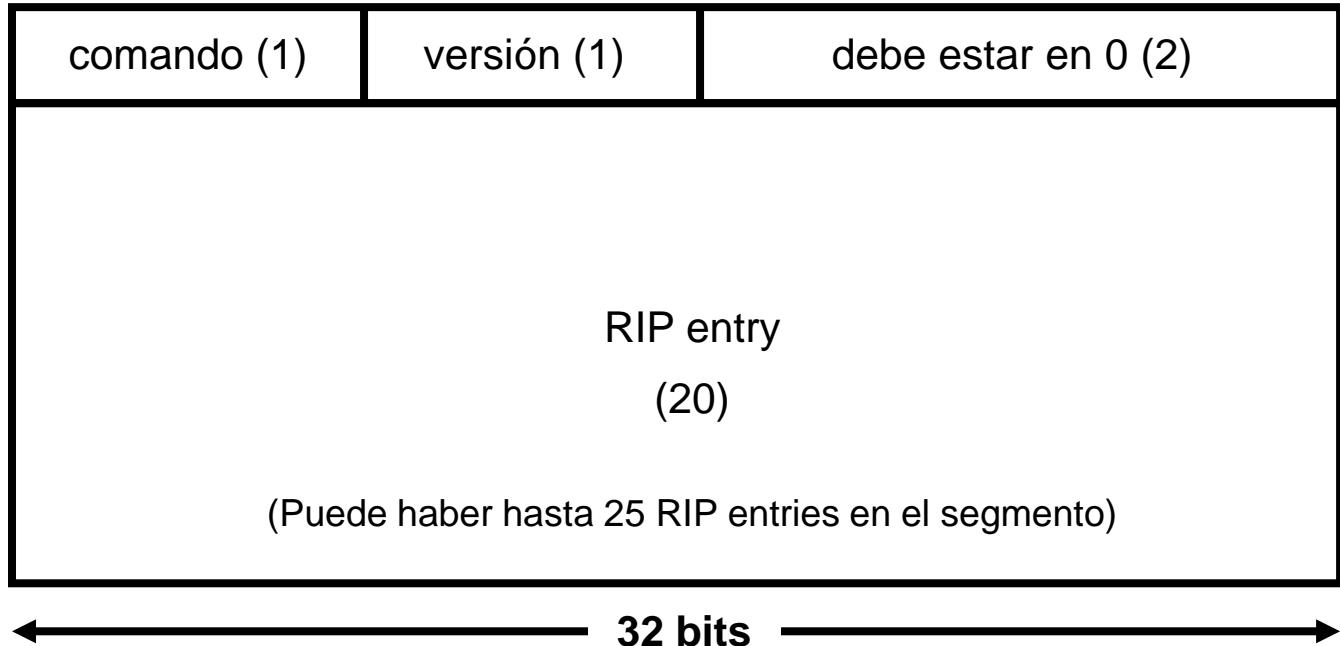 comando (1) versión (1) debe estar en 0 (2)
RIP entry
(20)
(Puede haber hasta 25 RIP entries en el segmento)
32 bits